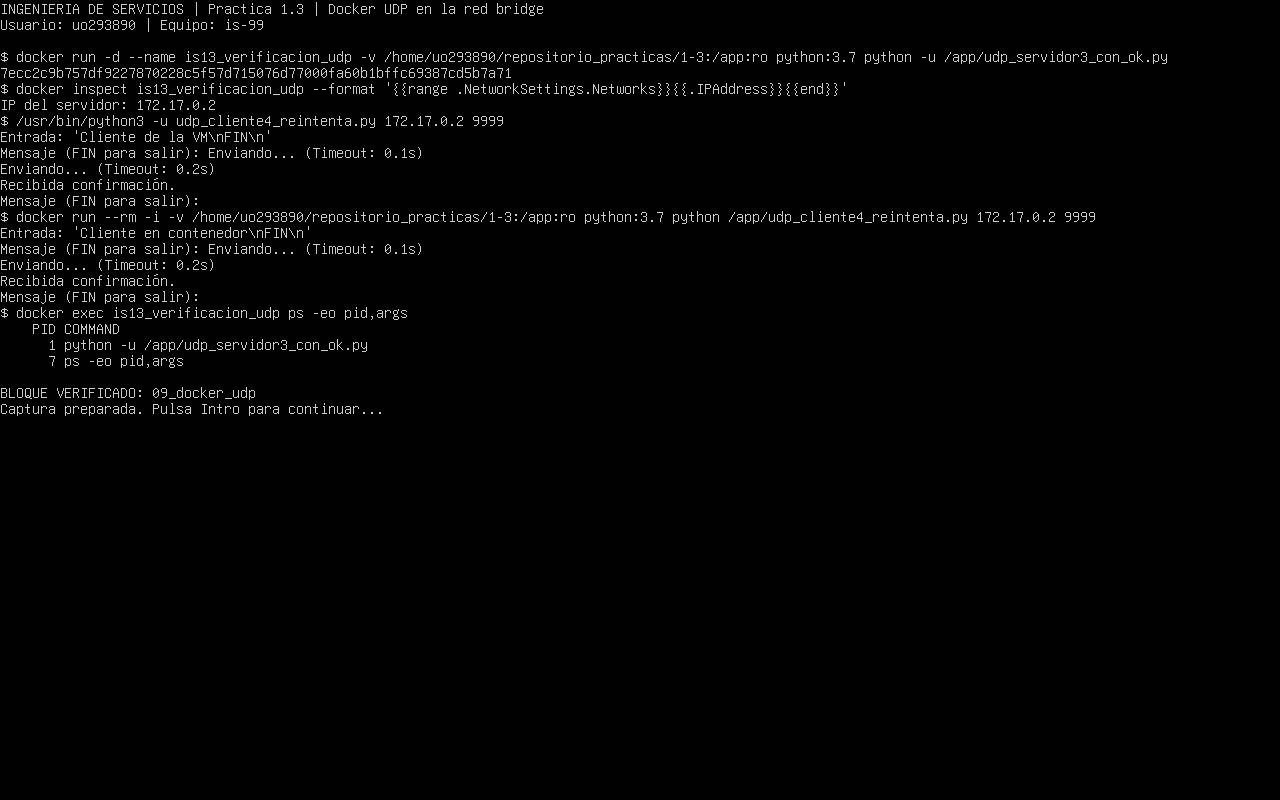 INGENIERIA DE SERVICIOS | Practica 1.3 | Docker UDP en la red bridge
Usuario: uo293890 | Equipo: is-99
$ docker run -d --name is13_verificacion_udp -v /home/uo293890/repositorio_practicas/1-3:/app:ro python:3.7 python -u /app/udp_servidor3_con_ok.py
7ecc2c9b757df9227870228c5f57d715076d77000fa60b1bffc69387cd5b7a71
$ docker inspect is13_verificacion_udp --format '{{range .NetworkSettings.Networks}}{{.IPAddress}}{{end}}'
IP del servidor: 172.17.0.2
$ /usr/bin/python3 -u udp_cliente4_reintenta.py 172.17.0.2 9999
Entrada: 'Cliente de la VM\nFIN\n'
Mensaje (FIN para salir): Enviando... (Timeout: 0.1s)
Enviando... (Timeout: 0.2s)
Recibida confirmación.
Mensaje (FIN para salir):
$ docker run --rm -i -v /home/uo293890/repositorio_practicas/1-3:/app:ro python:3.7 python /app/udp_cliente4_reintenta.py 172.17.0.2 9999
Entrada: 'Cliente en contenedor\nFIN\n'
Mensaje (FIN para salir): Enviando... (Timeout: 0.1s)
Enviando... (Timeout: 0.2s)
Recibida confirmación.
Mensaje (FIN para salir):
$ docker exec is13_verificacion_udp ps -eo pid,args
    PID COMMAND
      1 python -u /app/udp_servidor3_con_ok.py
      7 ps -eo pid,args
BLOQUE VERIFICADO: 09_docker_udp
Captura preparada. Pulsa Intro para continuar...